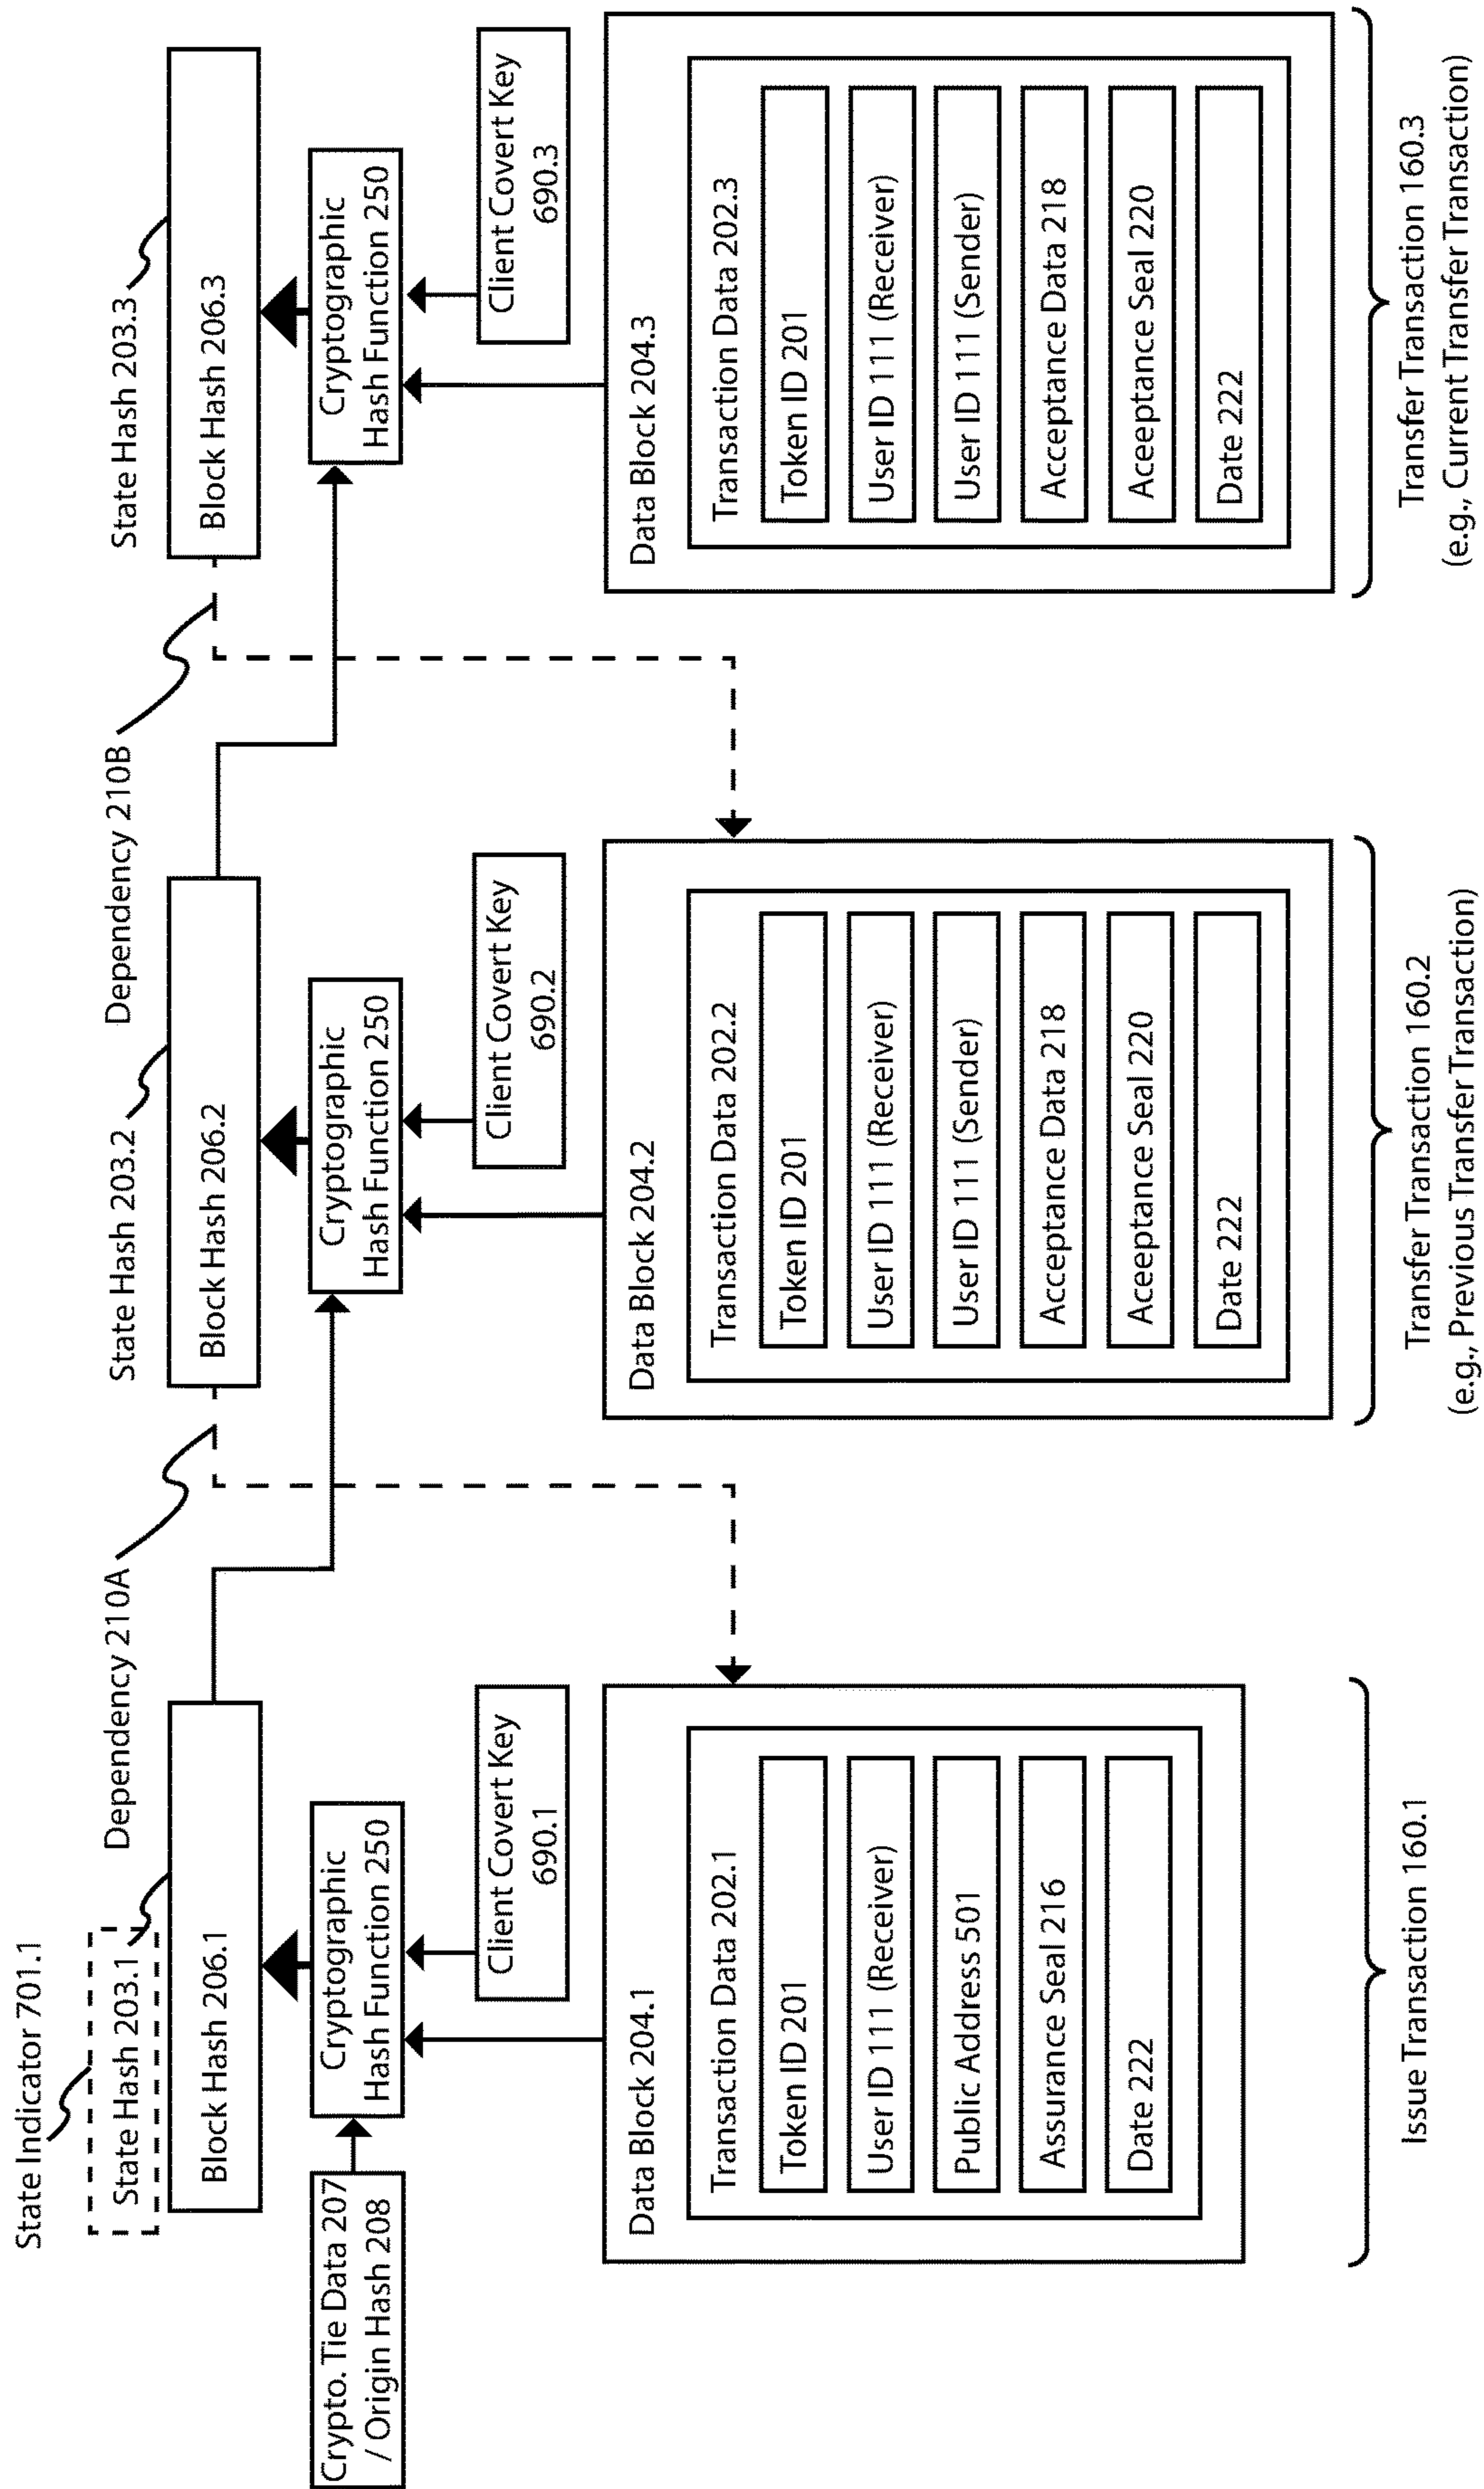 State Indicator 701.1
State Hash 203.1
Block Hash 206.1
Dependency 210A
Crypto. Tie Data 207
/ Origin Hash 208
Cryptographic
Hash Function 250
Client Covert Key
690.1
Data Block 204.1
Transaction Data 202.1
Token ID 201
User ID 111 (Receiver)
Public Address 501
Assurance Seal 216
Date 222
Issue Transaction 160.1
State Hash 203.2
Block Hash 206.2
Dependency 210B
Cryptographic
Hash Function 250
Client Covert Key
690.2
Data Block 204.2
Transaction Data 202.2
Token ID 201
User ID 111 (Receiver)
User ID 111 (Sender)
Acceptance Data 218
Aceeptance Seal 220
Date 222
Transfer Transaction 160.2
(e.g., Previous Transfer Transaction)
State Hash 203.3
Block Hash 206.3
Cryptographic
Hash Function 250
Client Covert Key
690.3
Data Block 204.3
Transaction Data 202.3
Token ID 201
User ID 111 (Receiver)
User ID 111 (Sender)
Acceptance Data 218
Aceeptance Seal 220
Date 222
Transfer Transaction 160.3
(e.g., Current Transfer Transaction)